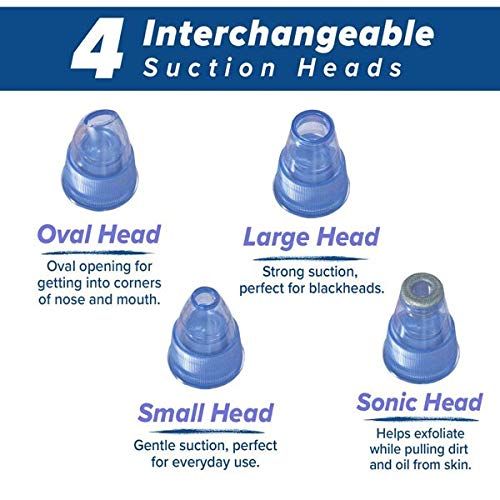 4 Interchangeable
Suction Heads
Oval Head
Oval opening for
getting into corners
of nose and mouth.
Large Head
Strong suction,
perfect for blackheads.
Small Head
Gentle suction, perfect
for everyday use.
Sonic Head
Helps exfoliate
while pulling dirt
and oil from skin.